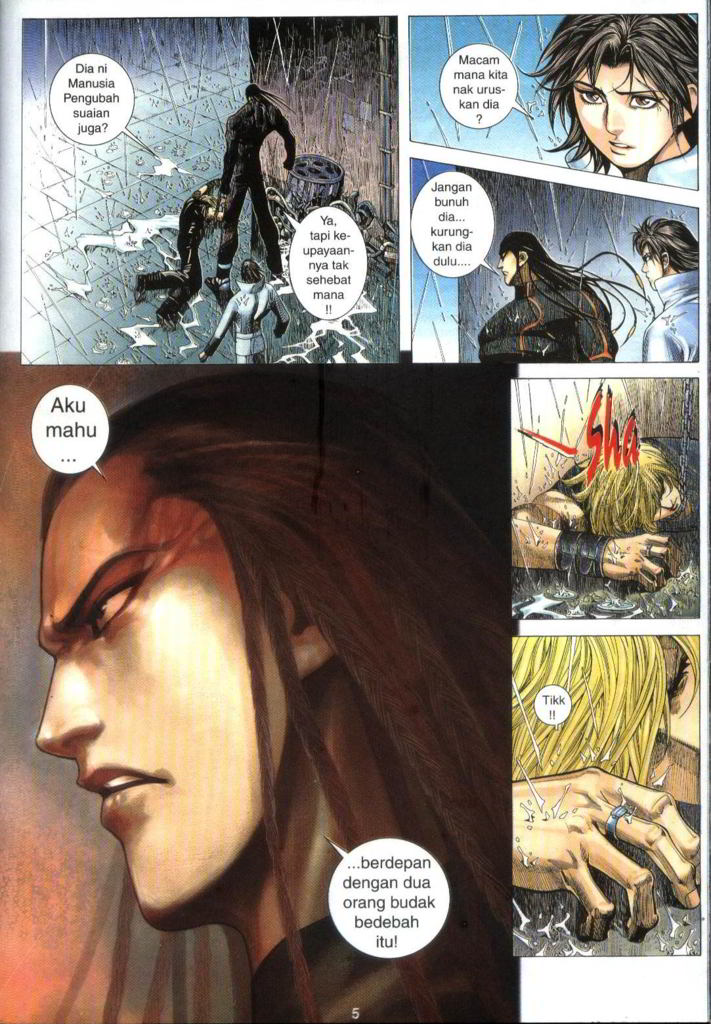 Dia ni
Manusia
Pengubah
suaian
juga?
Ya,
tapi ke-
upayaan-
nya tak
sehebat
mana
!!
Macam
mana kita
nak urus-
kan dia
?
Jangan
bunuh
dia...
kurung-
kan dia
dulu....
Aku
mahu
...
...berdepan
dengan dua
orang budak
bedebah
itu!
Sha
Tikk
!!
5